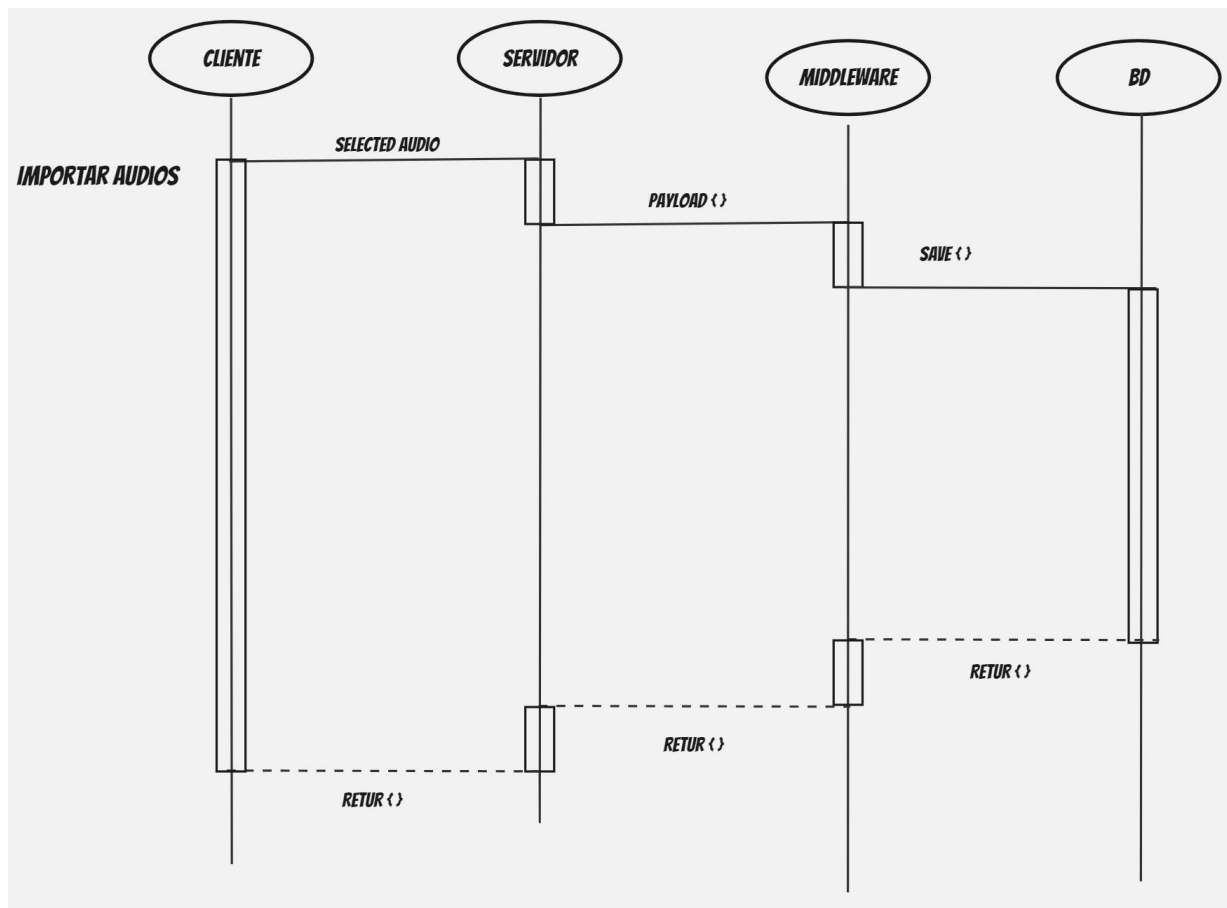 CLIENTE
SERVIDOR
MIDDLEWARE
BD
SELECTED AUDIO
IMPORTAR AUDIOS
PAYLOAD { }
SAVE { }
RETUR { }
RETUR { }
RETUR { }